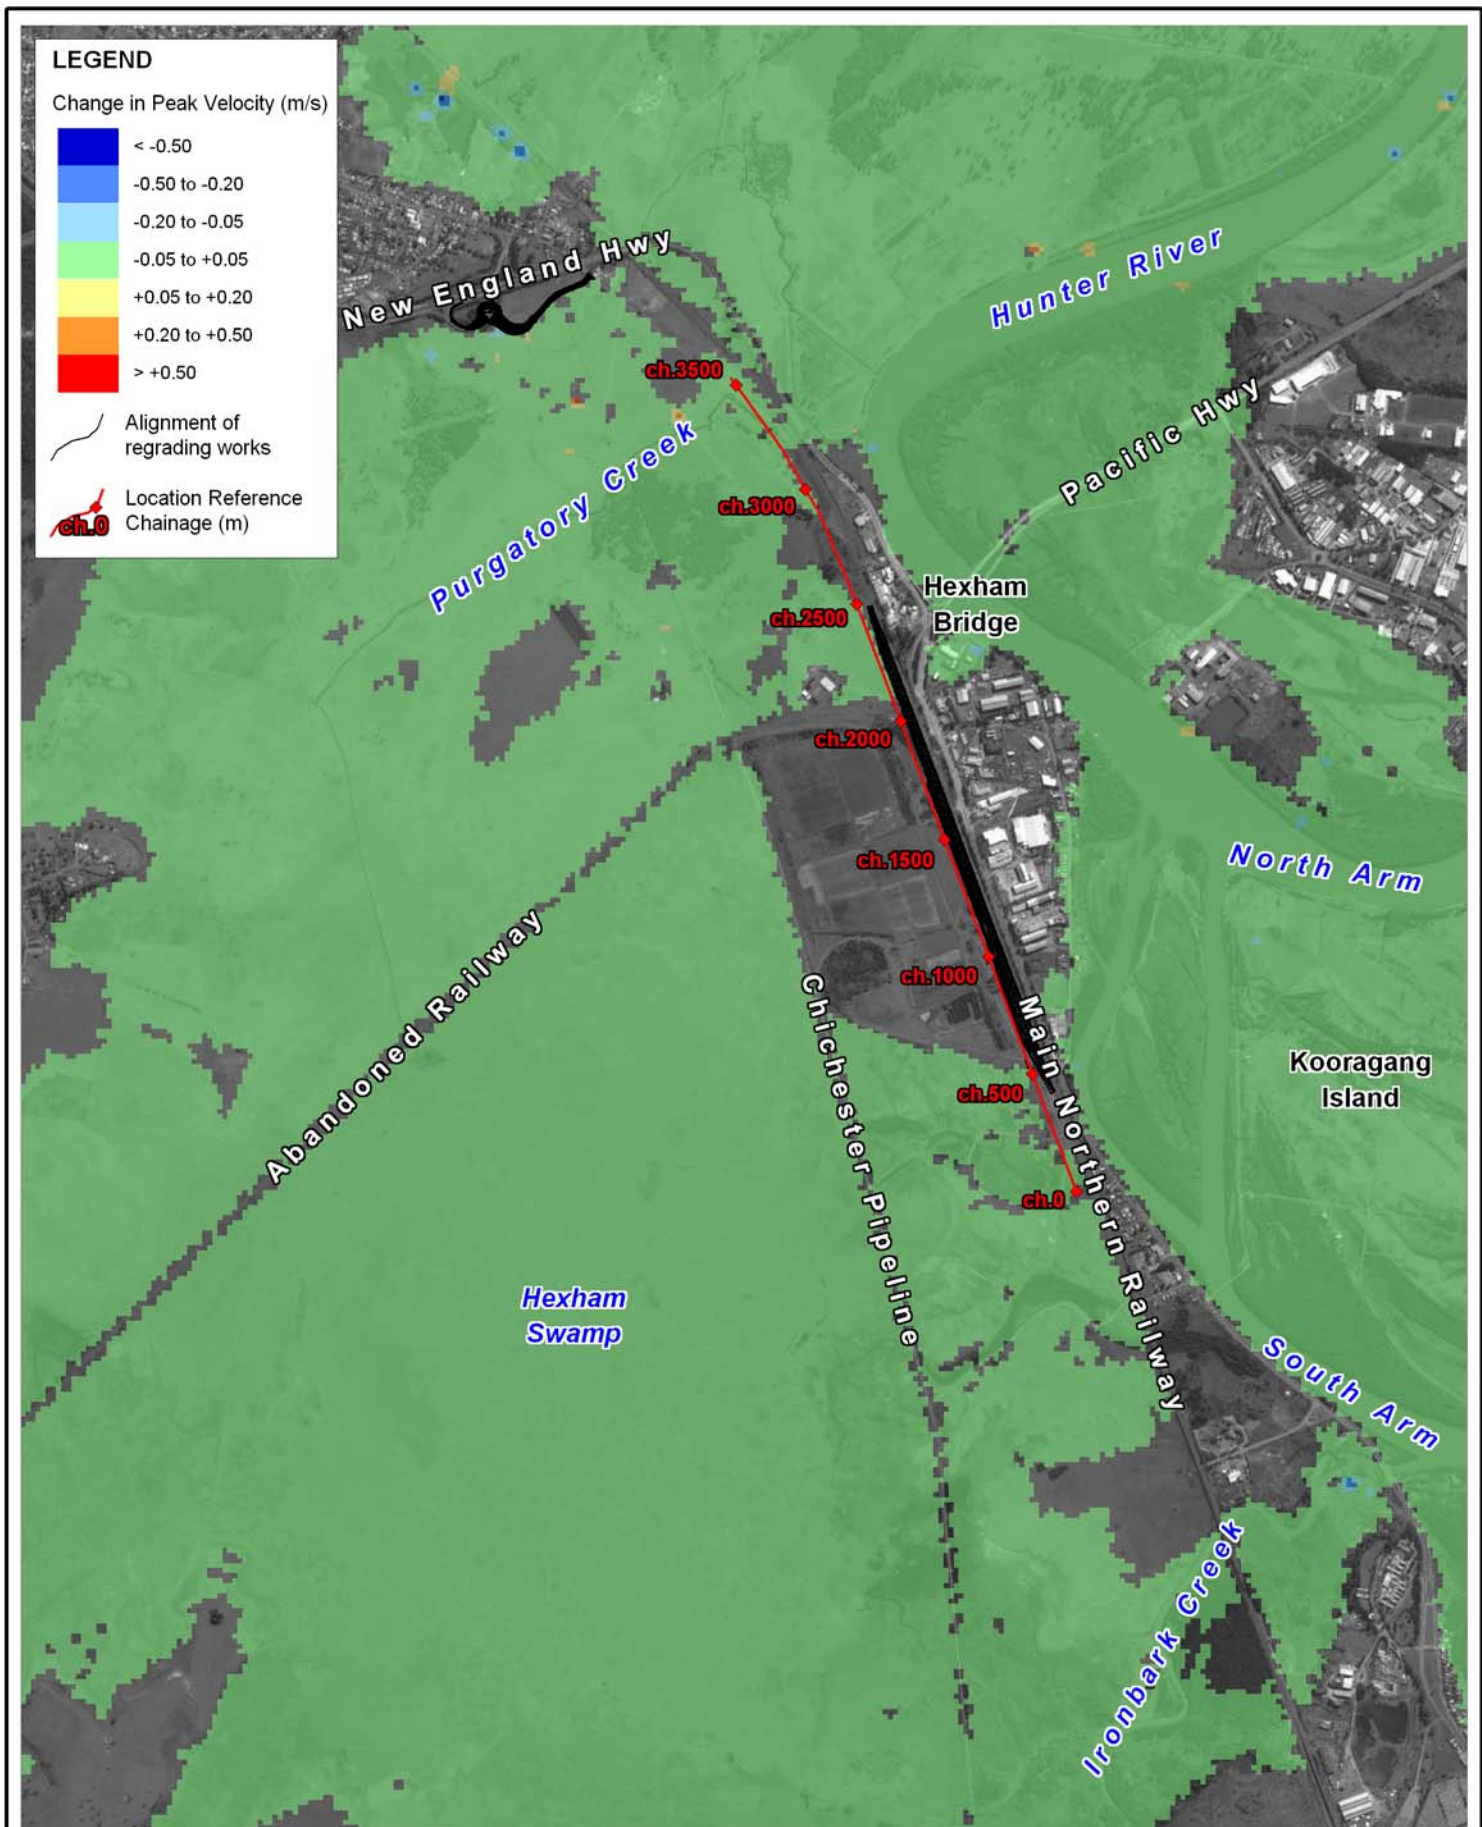 LEGEND
Change in Peak Velocity (m/s)
< -0.50
-0.50 to -0.20
-0.20 to -0.05
-0.05 to +0.05
+0.05 to +0.20
+0.20 to +0.50
> +0.50
Alignment of
regrading works
ch.0
Location Reference
Chainage (m)
New England Hwy
Hunter River
ch.3500
Pacific Hwy
Purgatory Creek
ch.3000
Hexham
Bridge
ch.2500
ch.2000
ch.1500
North Arm
Abandoned Railway
ch.1000
Chichester Pipeline
Main Northern Railway
Kooragang
Island
ch.500
ch.0
Hexham
Swamp
South Arm
Ironbark Creek